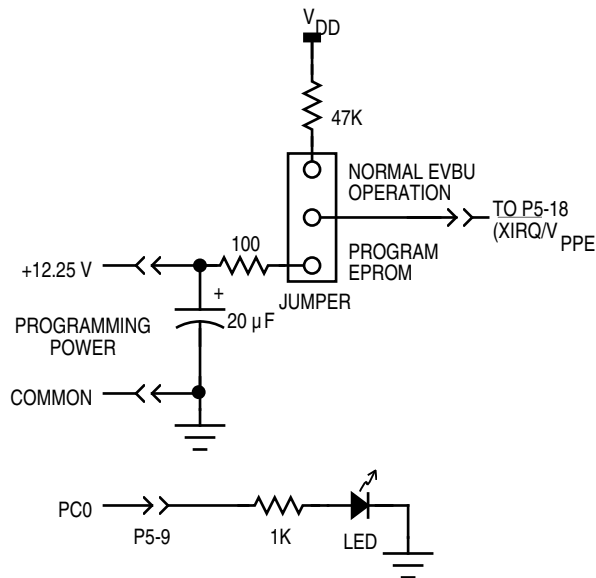 VDD
47K
NORMAL EVBU
OPERATION
TO P5-18
(XIRQ/VPPE
100
PROGRAM
EPROM
+12.25 V
JUMPER
+
20 µF
PROGRAMMING
POWER
COMMON
PC0
P5-9
1K
LED